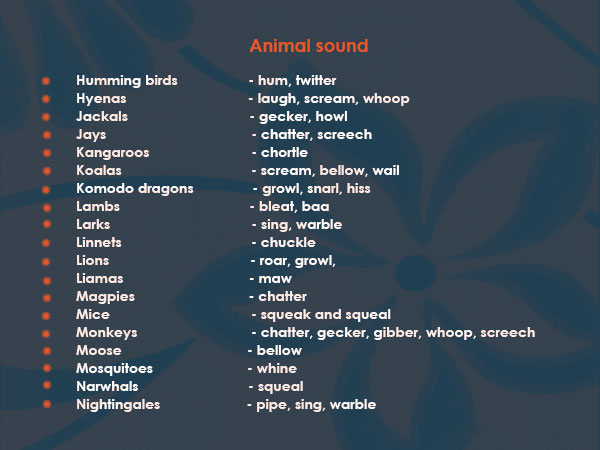 Animal sound
Humming birds - hum, twitter
Hyenas - laugh, scream, whoop
Jackals - gecker, howl
Jays - chatter, screech
Kangaroos - chortle
Koalas - scream, bellow, wail
Komodo dragons - growl, snarl, hiss
Lambs - bleat, baa
Larks - sing, warble
Linnets - chuckle
Lions - roar, growl,
Liamas - maw
Magpies - chatter
Mice - squeak and squeal
Monkeys - chatter, gecker, gibber, whoop, screech
Moose - bellow
Mosquitoes - whine
Narwhals - squeal
Nightingales - pipe, sing, warble